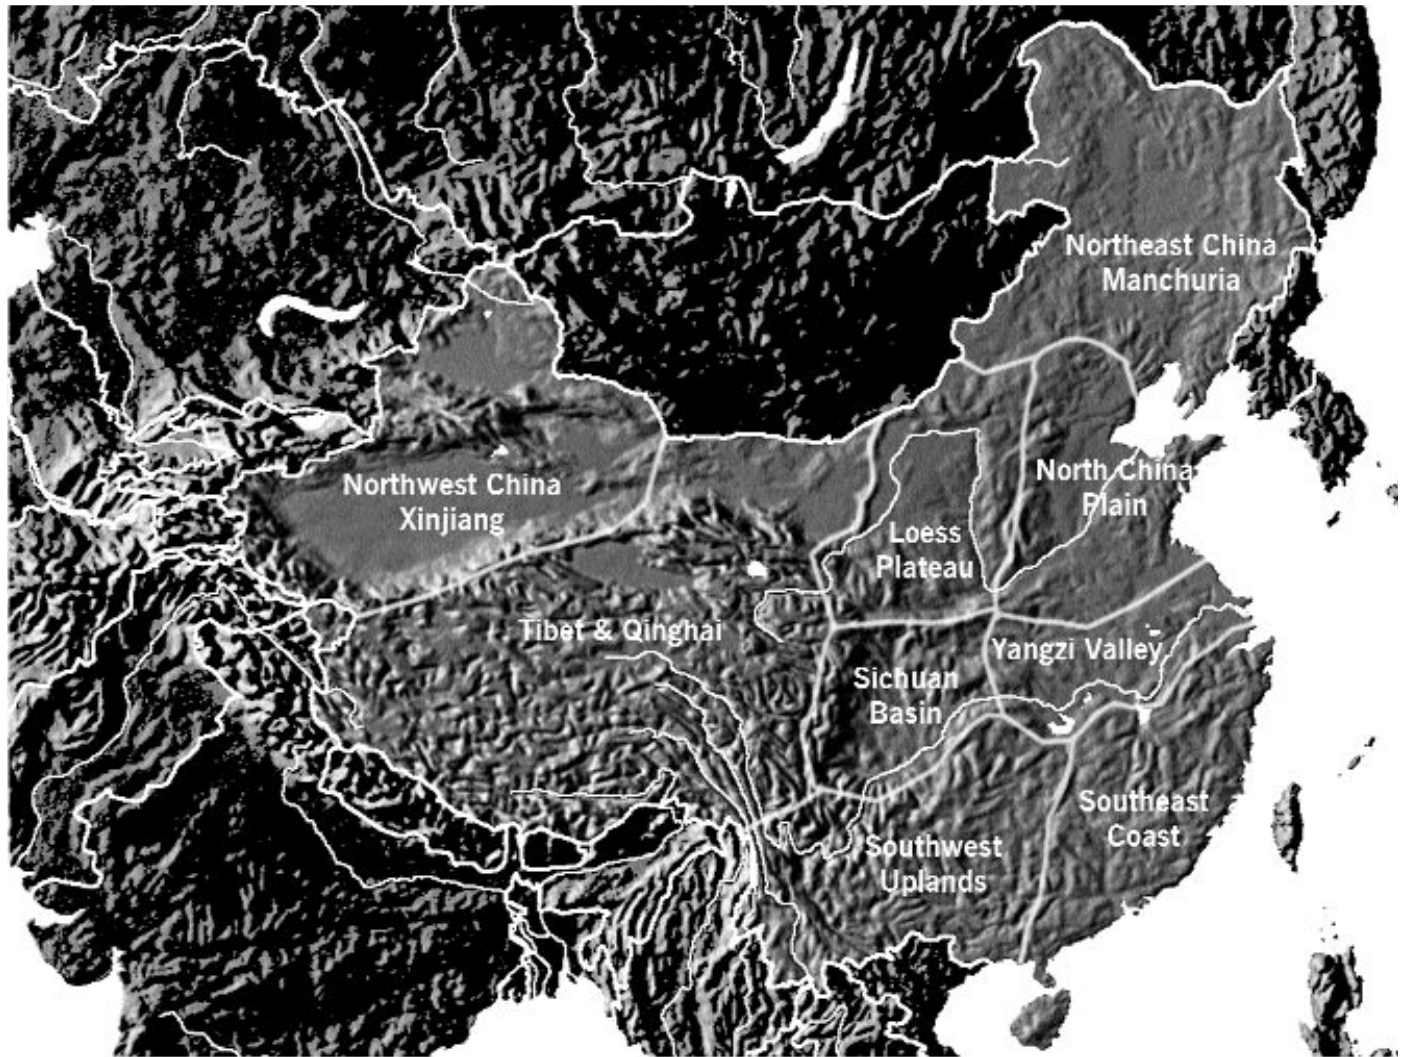 Northeast China
Manchuria
Northwest China
Xinjiang
North China
Plain
Loess
Plateau
Tibet & Qinghai
Yangzi Valley
Sichuan
Basin
Southeast
Coast
Southwest
Uplands